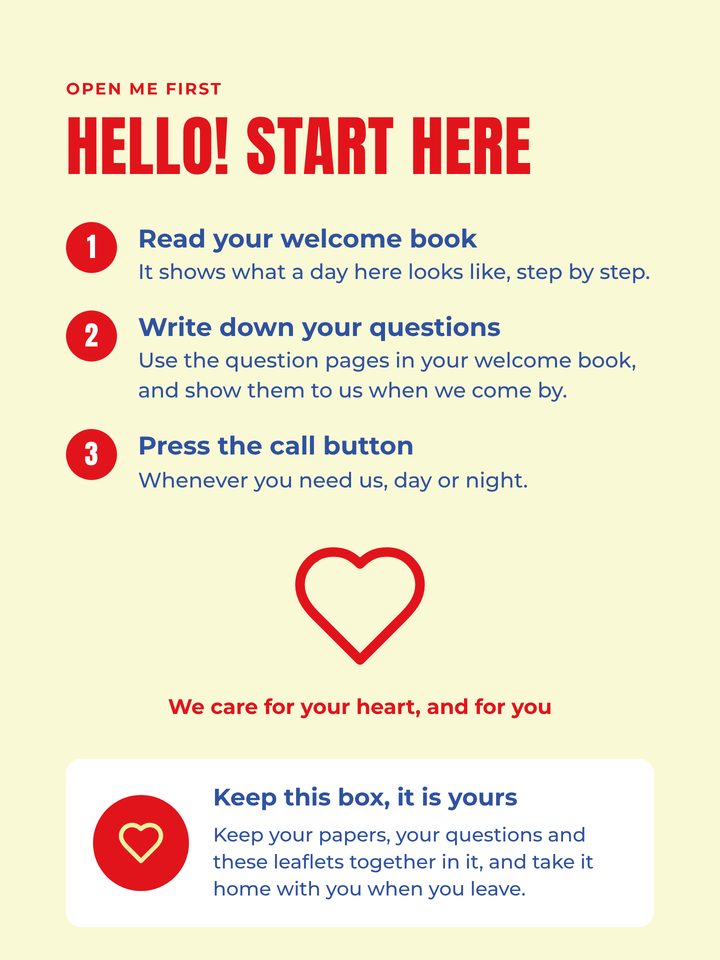 OPEN ME FIRST
HELLO! START HERE
1
Read your welcome book
It shows what a day here looks like, step by step.
2
Write down your questions
Use the question pages in your welcome book,
and show them to us when we come by.
3
Press the call button
Whenever you need us, day or night.
We care for your heart, and for you
Keep this box, it is yours
Keep your papers, your questions and
these leaflets together in it, and take it
home with you when you leave.